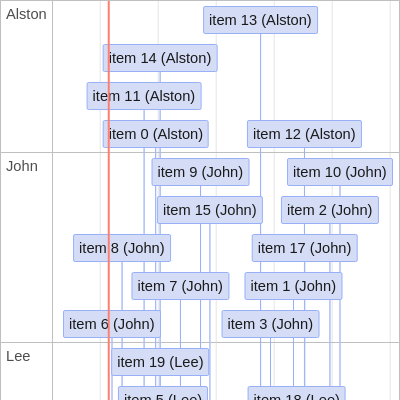 Alston
item 13 (Alston)
item 14 (Alston)
item 11 (Alston)
item 0 (Alston)
item 12 (Alston)
John
item 9 (John)
item 10 (John)
item 15 (John)
item 2 (John)
item 8 (John)
item 17 (John)
item 7 (John)
item 1 (John)
item 6 (John)
item 3 (John)
Lee
item 19 (Lee)
item 5 (Lee)
item 18 (Lee)